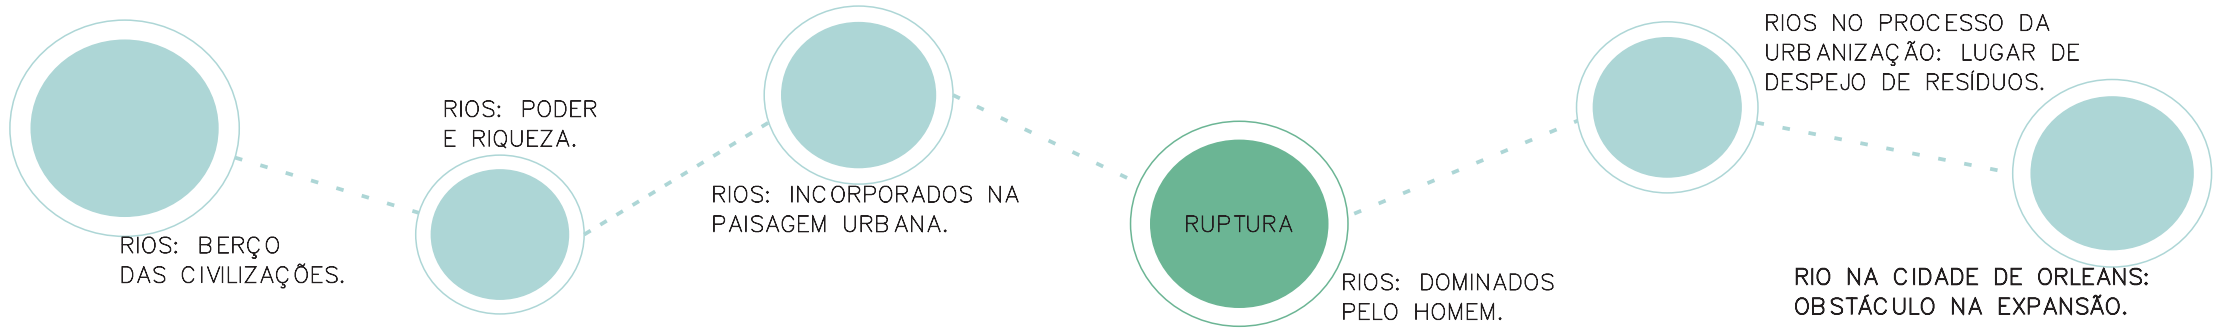 RIOS: BERÇO
DAS CIVILIZAÇÕES.
RIOS: PODER
E RIQUEZA.
RIOS: INCORPORADOS NA
PAISAGEM URBANA.
RUPTURA
RIOS: DOMINADOS
PELO HOMEM.
RIOS NO PROCESSO DA
URBANIZAÇÃO: LUGAR DE
DESPEJO DE RESÍDUOS.
RIO NA CIDADE DE ORLEANS:
OBSTÁCULO NA EXPANSÃO.